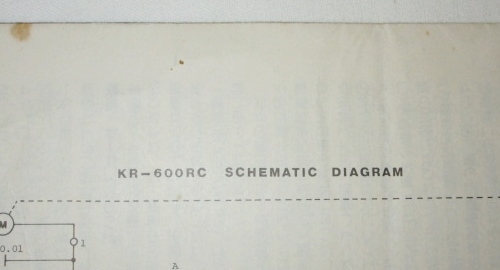 KR-600RC SCHEMATIC DIAGRAM
M
1
0.01
A